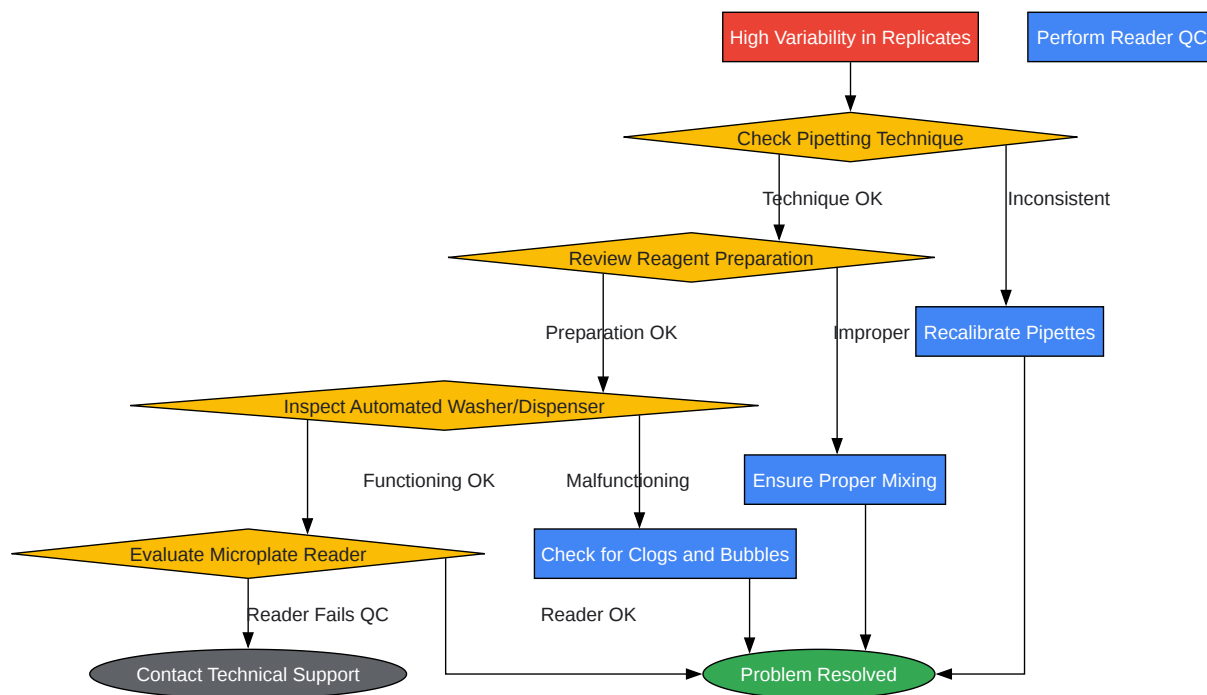 High Variability in Replicates
Perform Reader QC
Check Pipetting Technique
Technique OK
Inconsistent
Review Reagent Preparation
Preparation OK
Improper
Recalibrate Pipettes
Inspect Automated Washer/Dispenser
Functioning OK
Malfunctioning
Ensure Proper Mixing
Evaluate Microplate Reader
Check for Clogs and Bubbles
Reader Fails QC
Reader OK
Contact Technical Support
Problem Resolved